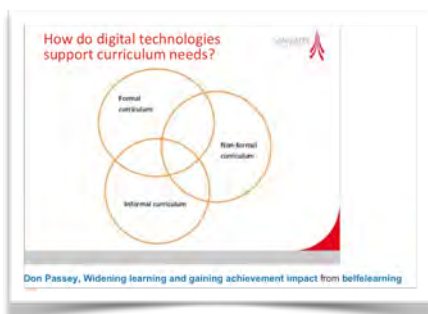 How do digital technologies
support curriculum needs?
Formal
curriculum
Non-formal
curriculum
Informal curriculum
Don Passey, Widening learning and gaining achievement impact from belfelearning